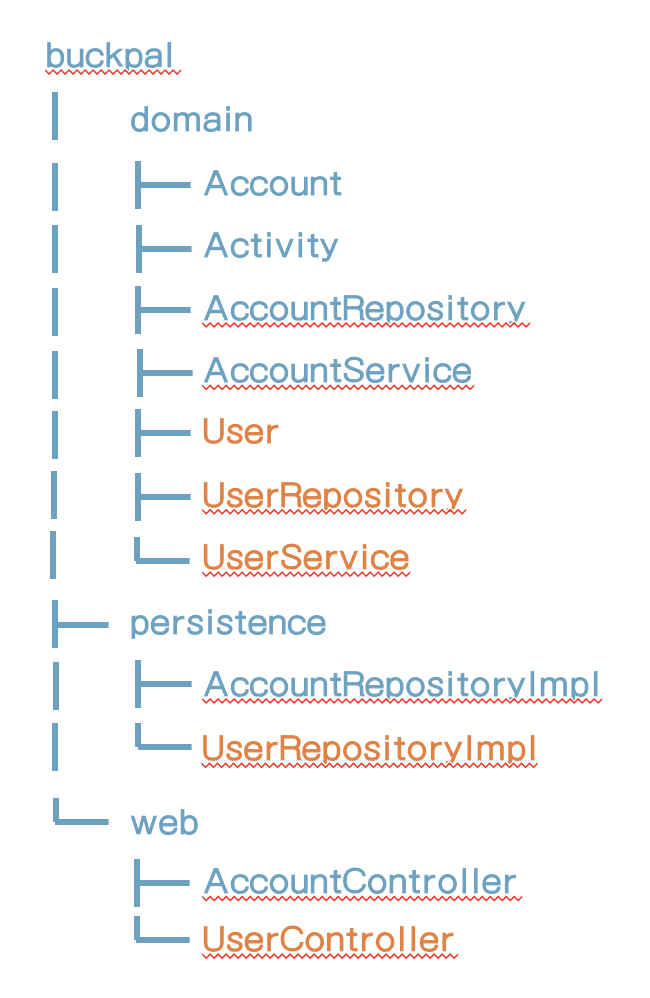 buckpal
domain
Account
Activity
AccountRepository
AccountService
User
UserRepository
UserService
persistence
AccountRepositoryImpl
UserRepositoryImpl
web
AccountController
UserController